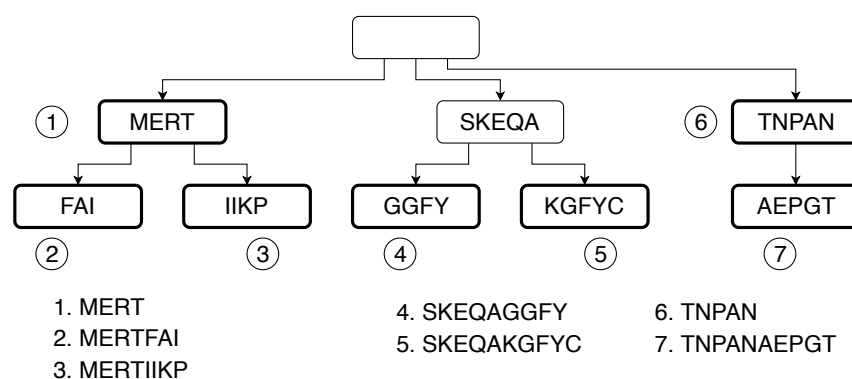 1 MERT SKEQA 6 TNPAN
FAI IIKP GGFY KGFYC AEPGT
2 3 4 5 7
1. MERT
2. MERTFAI
3. MERTIIKP
4. SKEQAGGFY
5. SKEQAKGFYC
6. TNPAN
7. TNPANAEPGT